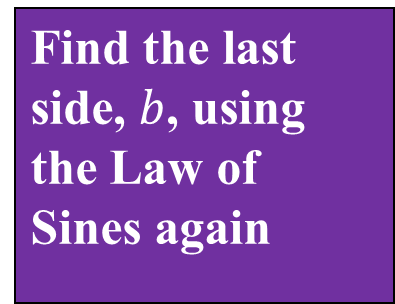 Find the last
side, b, using
the Law of
Sines again